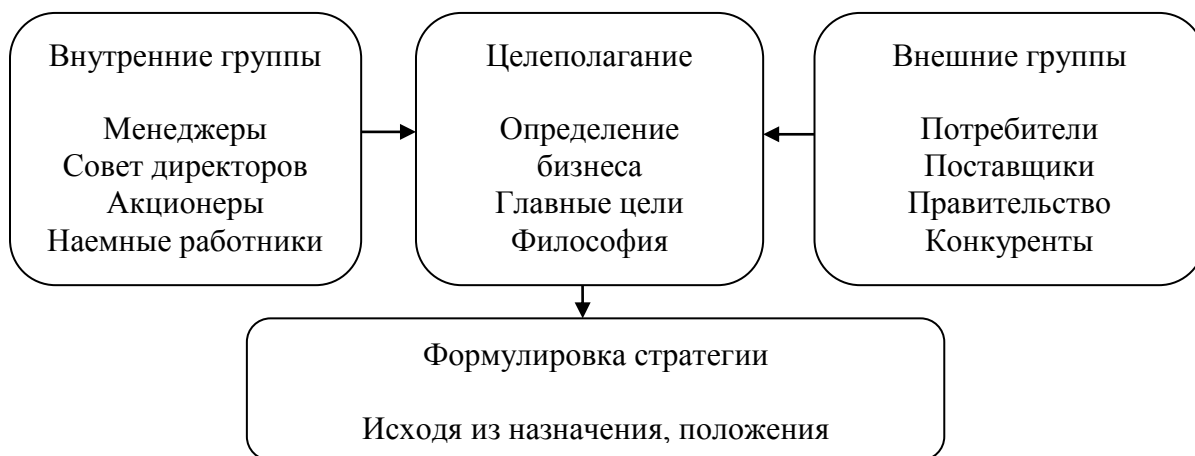 Внутренние группы
Менеджеры
Совет директоров
Акционеры
Наемные работники
Целеполагание
Определение
бизнеса
Главные цели
Философия
Внешние группы
Потребители
Поставщики
Правительство
Конкуренты
Формулировка стратегии
Исходя из назначения, положения